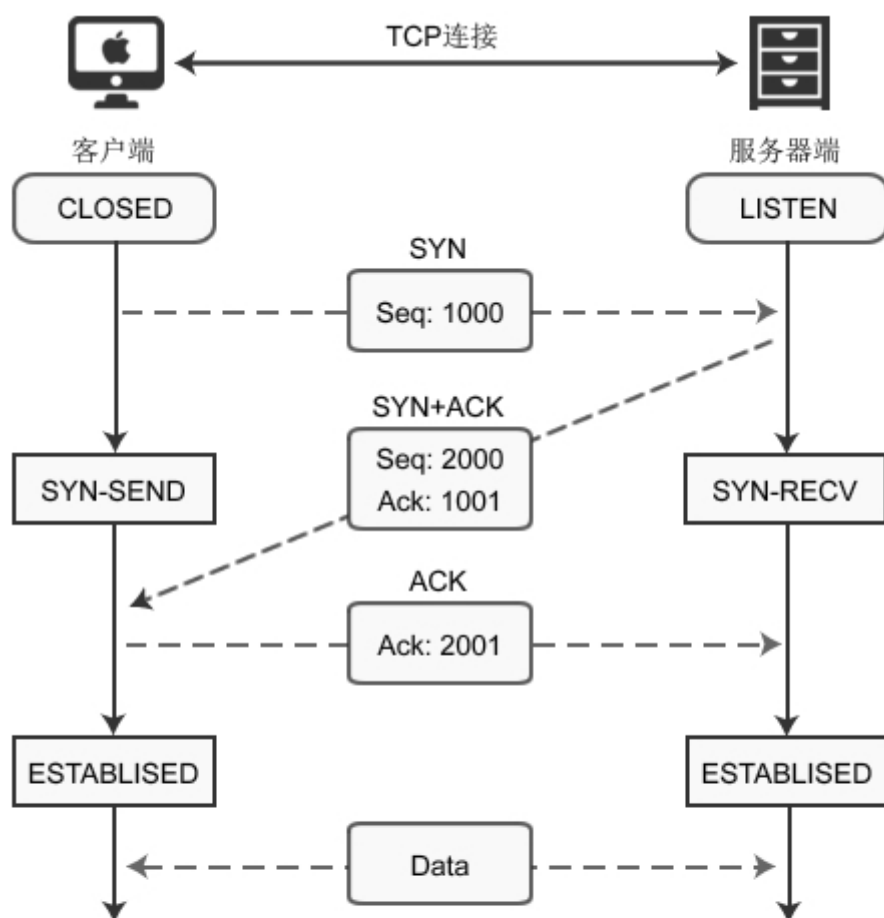 TCP连接
客户端
服务器端
CLOSED
LISTEN
SYN
Seq: 1000
SYN+ACK
Seq: 2000
Ack: 1001
SYN-SEND
SYN-RECV
ACK
Ack: 2001
ESTABLISED
ESTABLISED
Data